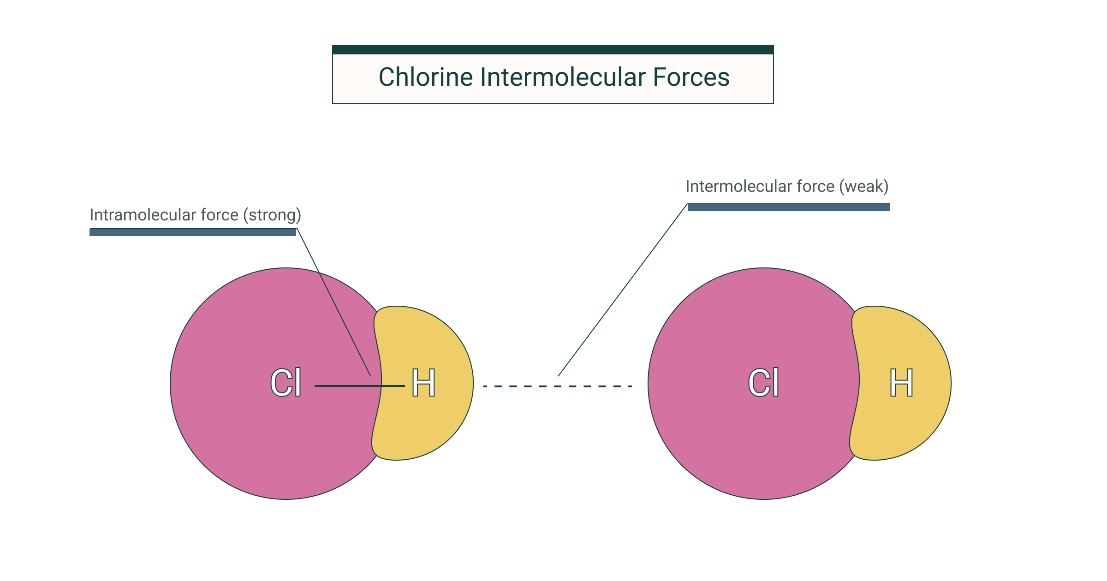 Chlorine Intermolecular Forces
Intermolecular force (weak)
Intramolecular force (strong)
Cl H Cl H